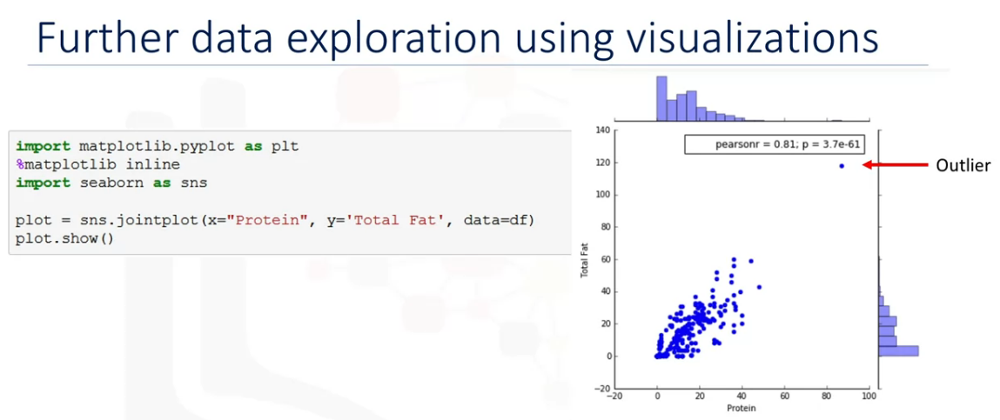 Further data exploration using visualizations
import matplotlib.pyplot as plt
%matplotlib inline
import seaborn as sns
plot = sns.jointplot(x="Protein", y='Total Fat', data=df)
plot.show()
pearsonr = 0.81; p = 3.7e-61
Outlier
140
120
100
80
60
40
20
0
−20
Total Fat
−20 0 20 40 60 80 100
Protein